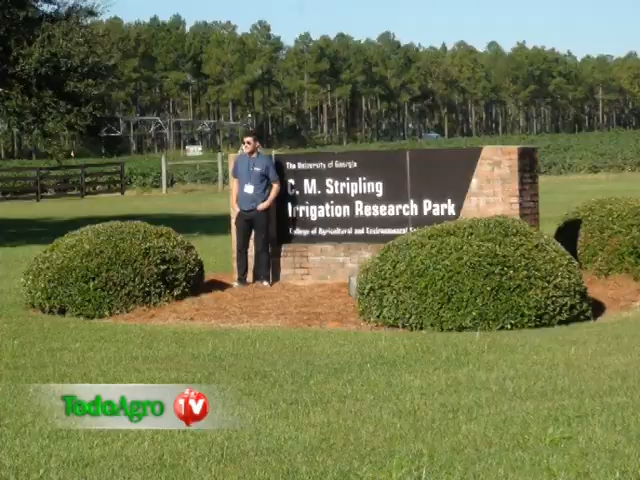 The University of Georgia
C. M. Stripling
Irrigation Research Park
College of Agricultural and Environmental
TodoAgro TV